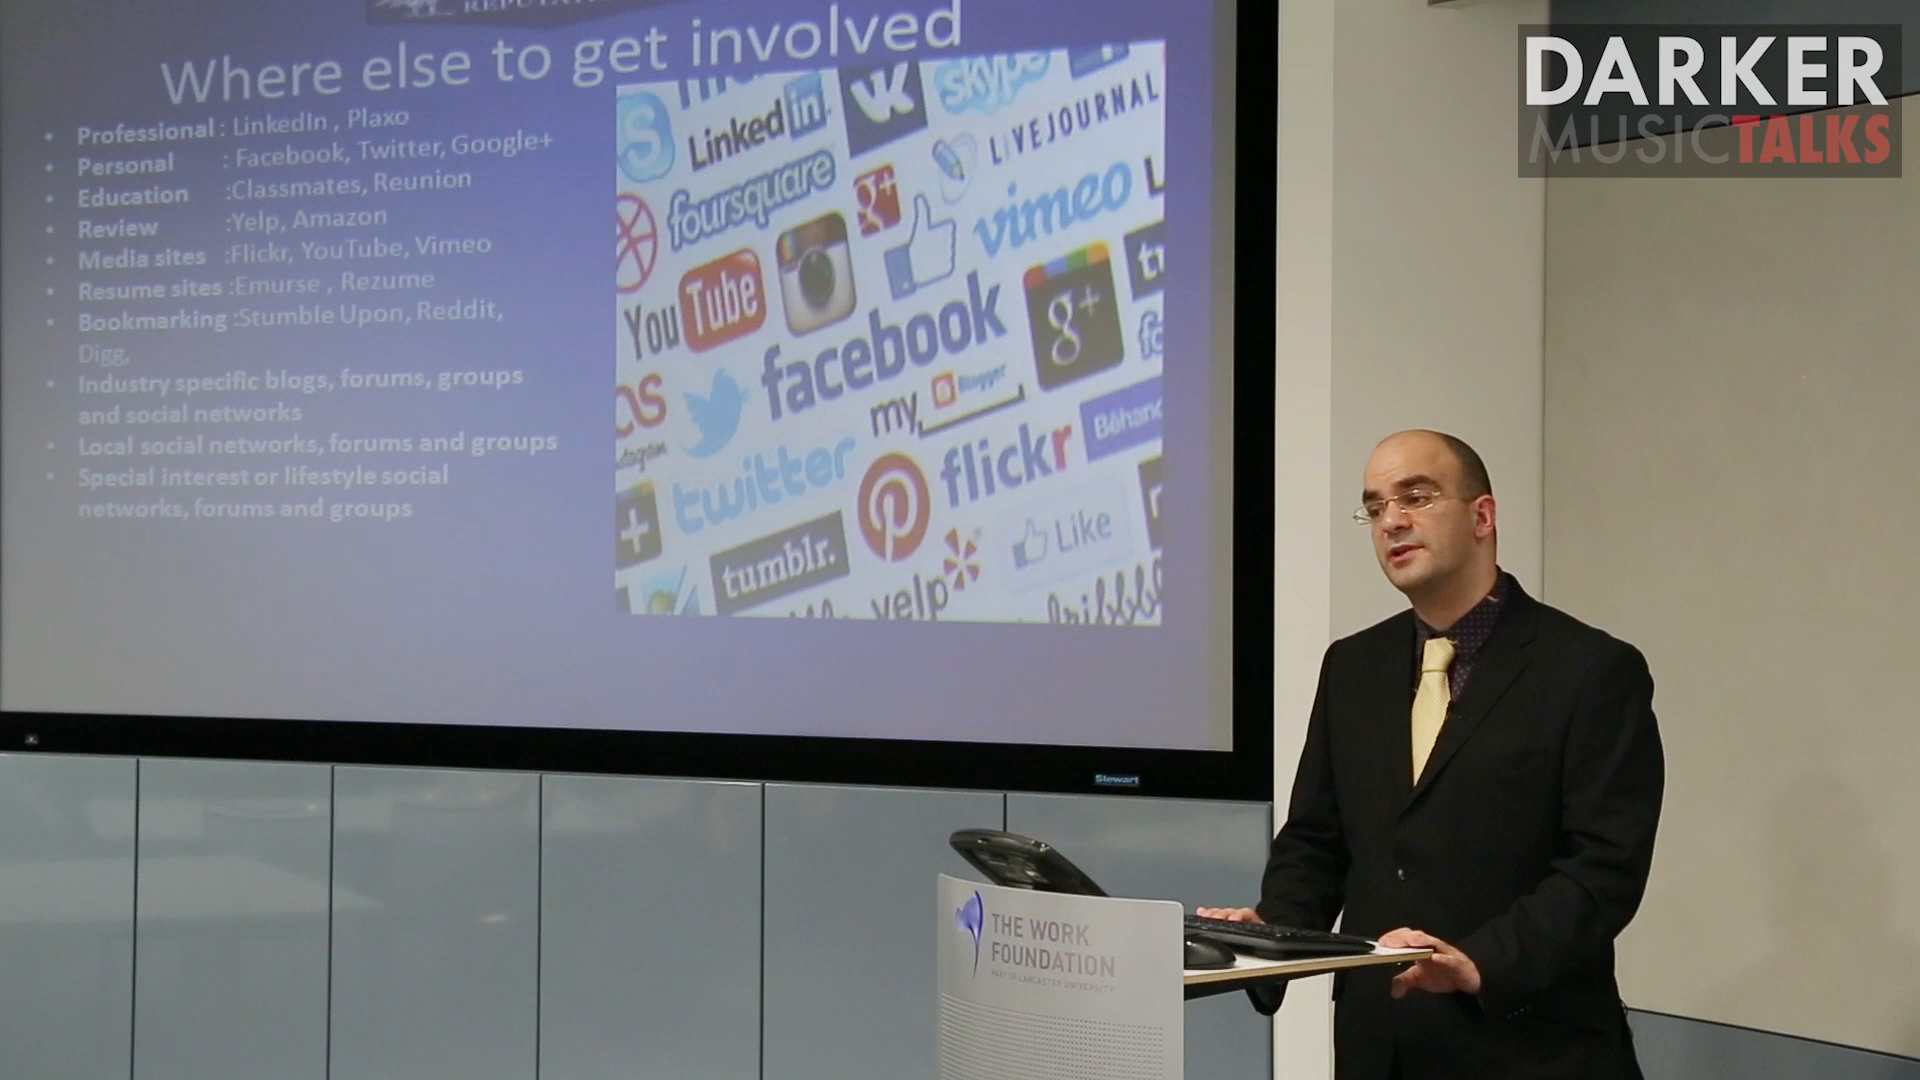 Where else to get involved
• Professional : LinkedIn , Plaxo
• Personal : Facebook, Twitter, Google+
• Education :Classmates, Reunion
• Review :Yelp, Amazon
• Media sites :Flickr, YouTube, Vimeo
• Resume sites :Emurse , Rezume
• Bookmarking :Stumble Upon, Reddit,
Digg,
• Industry specific blogs, forums, groups
and social networks
• Local social networks, forums and groups
• Special interest or lifestyle social
networks, forums and groups
LinkedIn
VK
skype
LIVEJOURNAL
foursquare
g+
vimeo
YouTube
facebook
g+
my
Blogger
twitter
flickr
tumblr.
yelp
Like
DARKER
MUSICTALKS
Stewart
THE WORK
FOUNDATION
PART OF LANCASTER UNIVERSITY